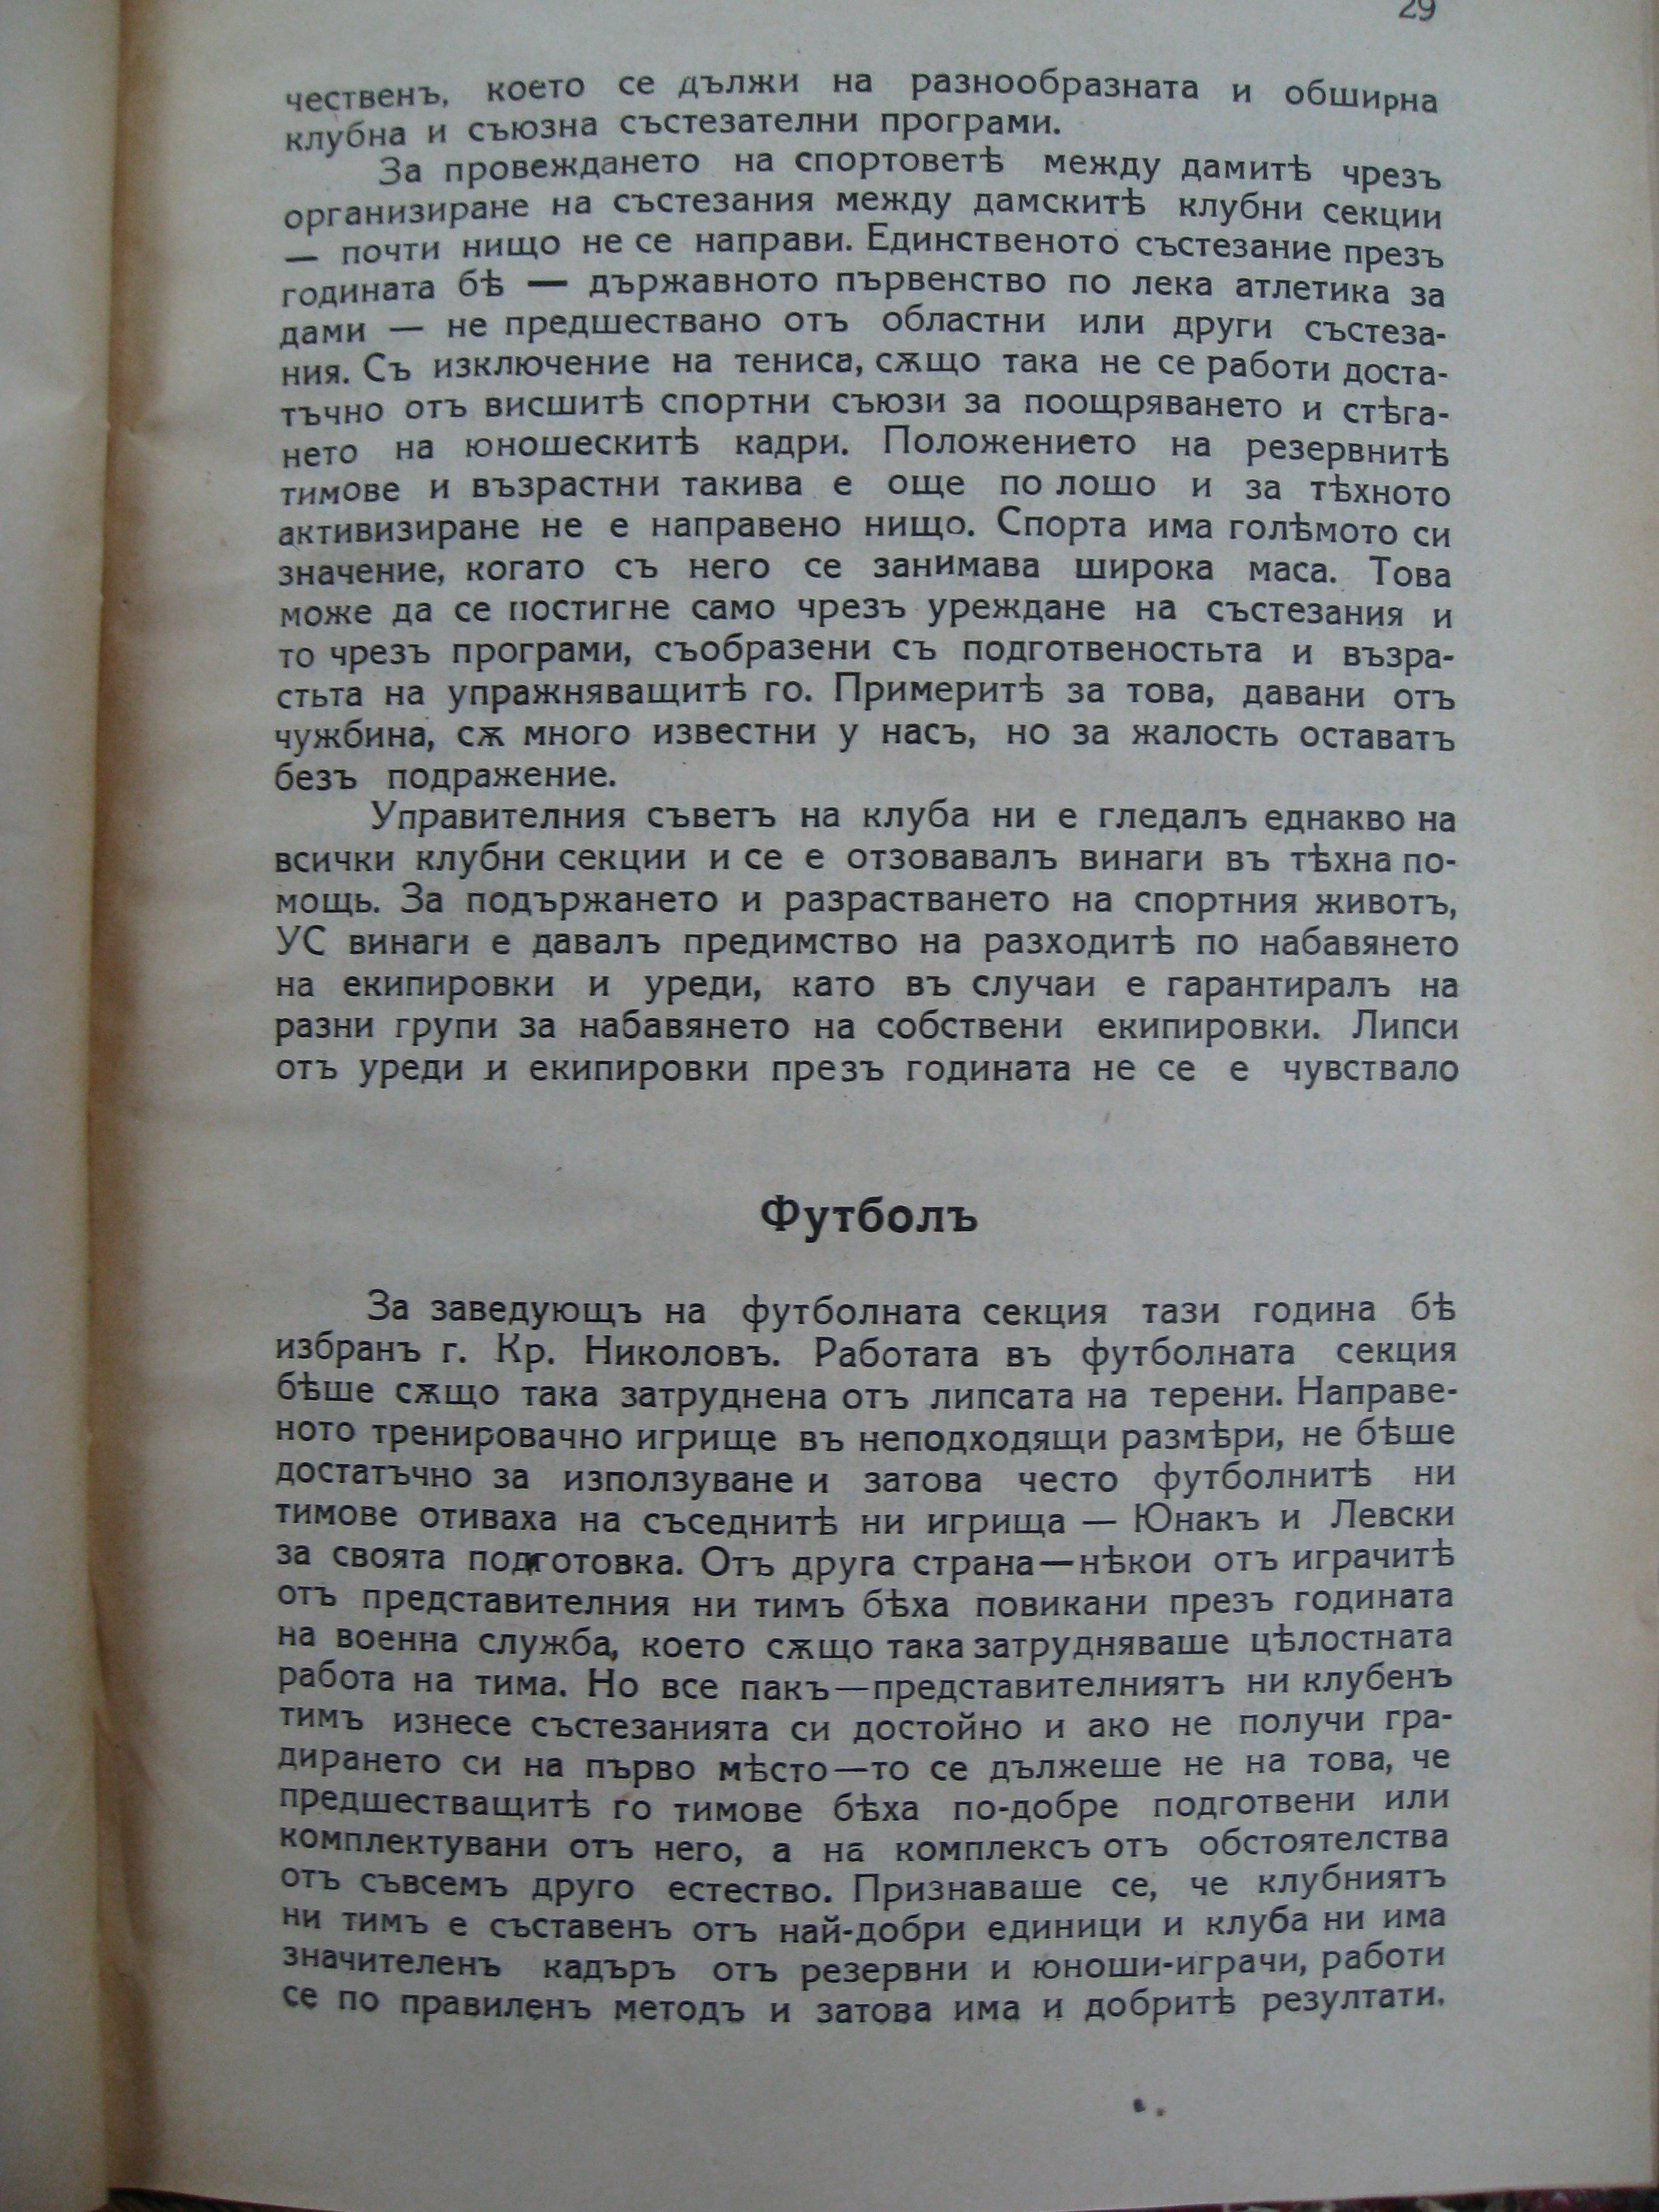 29
чественъ, което се дължи на разнообразната и обширна
клубна и съюзна състезателни програми.
За провеждането на спортоветѣ между дамитѣ чрезъ
организиране на състезания между дамскитѣ клубни секции
— почти нищо не се направи. Единственото състезание презъ
годината бѣ — държавното първенство по лека атлетика за
дами — не предшествано отъ областни или други състеза-
ния. Съ изключение на тениса, сѫщо така не се работи доста-
тъчно отъ висшитѣ спортни съюзи за поощряването и стѣга-
нето на юношескитѣ кадри. Положението на резервнитѣ
тимове и възрастни такива е още по лошо и за тѣхното
активизиране не е направено нищо. Спорта има голѣмото си
значение, когато съ него се занимава широка маса. Това
може да се постигне само чрезъ уреждане на състезания и
то чрезъ програми, съобразени съ подготвеностьта и възра-
стьта на упражняващитѣ го. Примеритѣ за това, давани отъ
чужбина, сѫ много известни у насъ, но за жалость оставатъ
безъ подражение.
Управителния съветъ на клуба ни е гледалъ еднакво на
всички клубни секции и се е отзовавалъ винаги въ тѣхна по-
мощь. За подържането и разрастването на спортния животъ,
УС винаги е давалъ предимство на разходитѣ по набавянето
на екипировки и уреди, като въ случаи е гарантиралъ на
разни групи за набавянето на собствени екипировки. Липси
отъ уреди и екипировки презъ годината не се е чувствало
Футболъ
За заведующъ на футболната секция тази година бѣ
избранъ г. Кр. Николовъ. Работата въ футболната секция
бѣше сѫщо така затруднена отъ липсата на терени. Направе-
ното тренировачно игрище въ неподходящи размѣри, не бѣше
достатъчно за използуване и затова често футболнитѣ ни
тимове отиваха на съседнитѣ ни игрища — Юнакъ и Левски
за своята подготовка. Отъ друга страна—нѣкои отъ играчитѣ
отъ представителния ни тимъ бѣха повикани презъ годината
на военна служба, което сѫщо така затрудняваше цѣлостната
работа на тима. Но все пакъ—представителниятъ ни клубенъ
тимъ изнесе състезанията си достойно и ако не получи гра-
дирането си на първо мѣсто—то се дължеше не на това, че
предшестващитѣ го тимове бѣха по-добре подготвени или
комплектувани отъ него, а на комплексъ отъ обстоятелства
отъ съвсемъ друго естество. Признаваше се, че клубниятъ
ни тимъ е съставенъ отъ най-добри единици и клуба ни има
значителенъ кадъръ отъ резервни и юноши-играчи, работи
се по правиленъ методъ и затова има и добритѣ резултати.